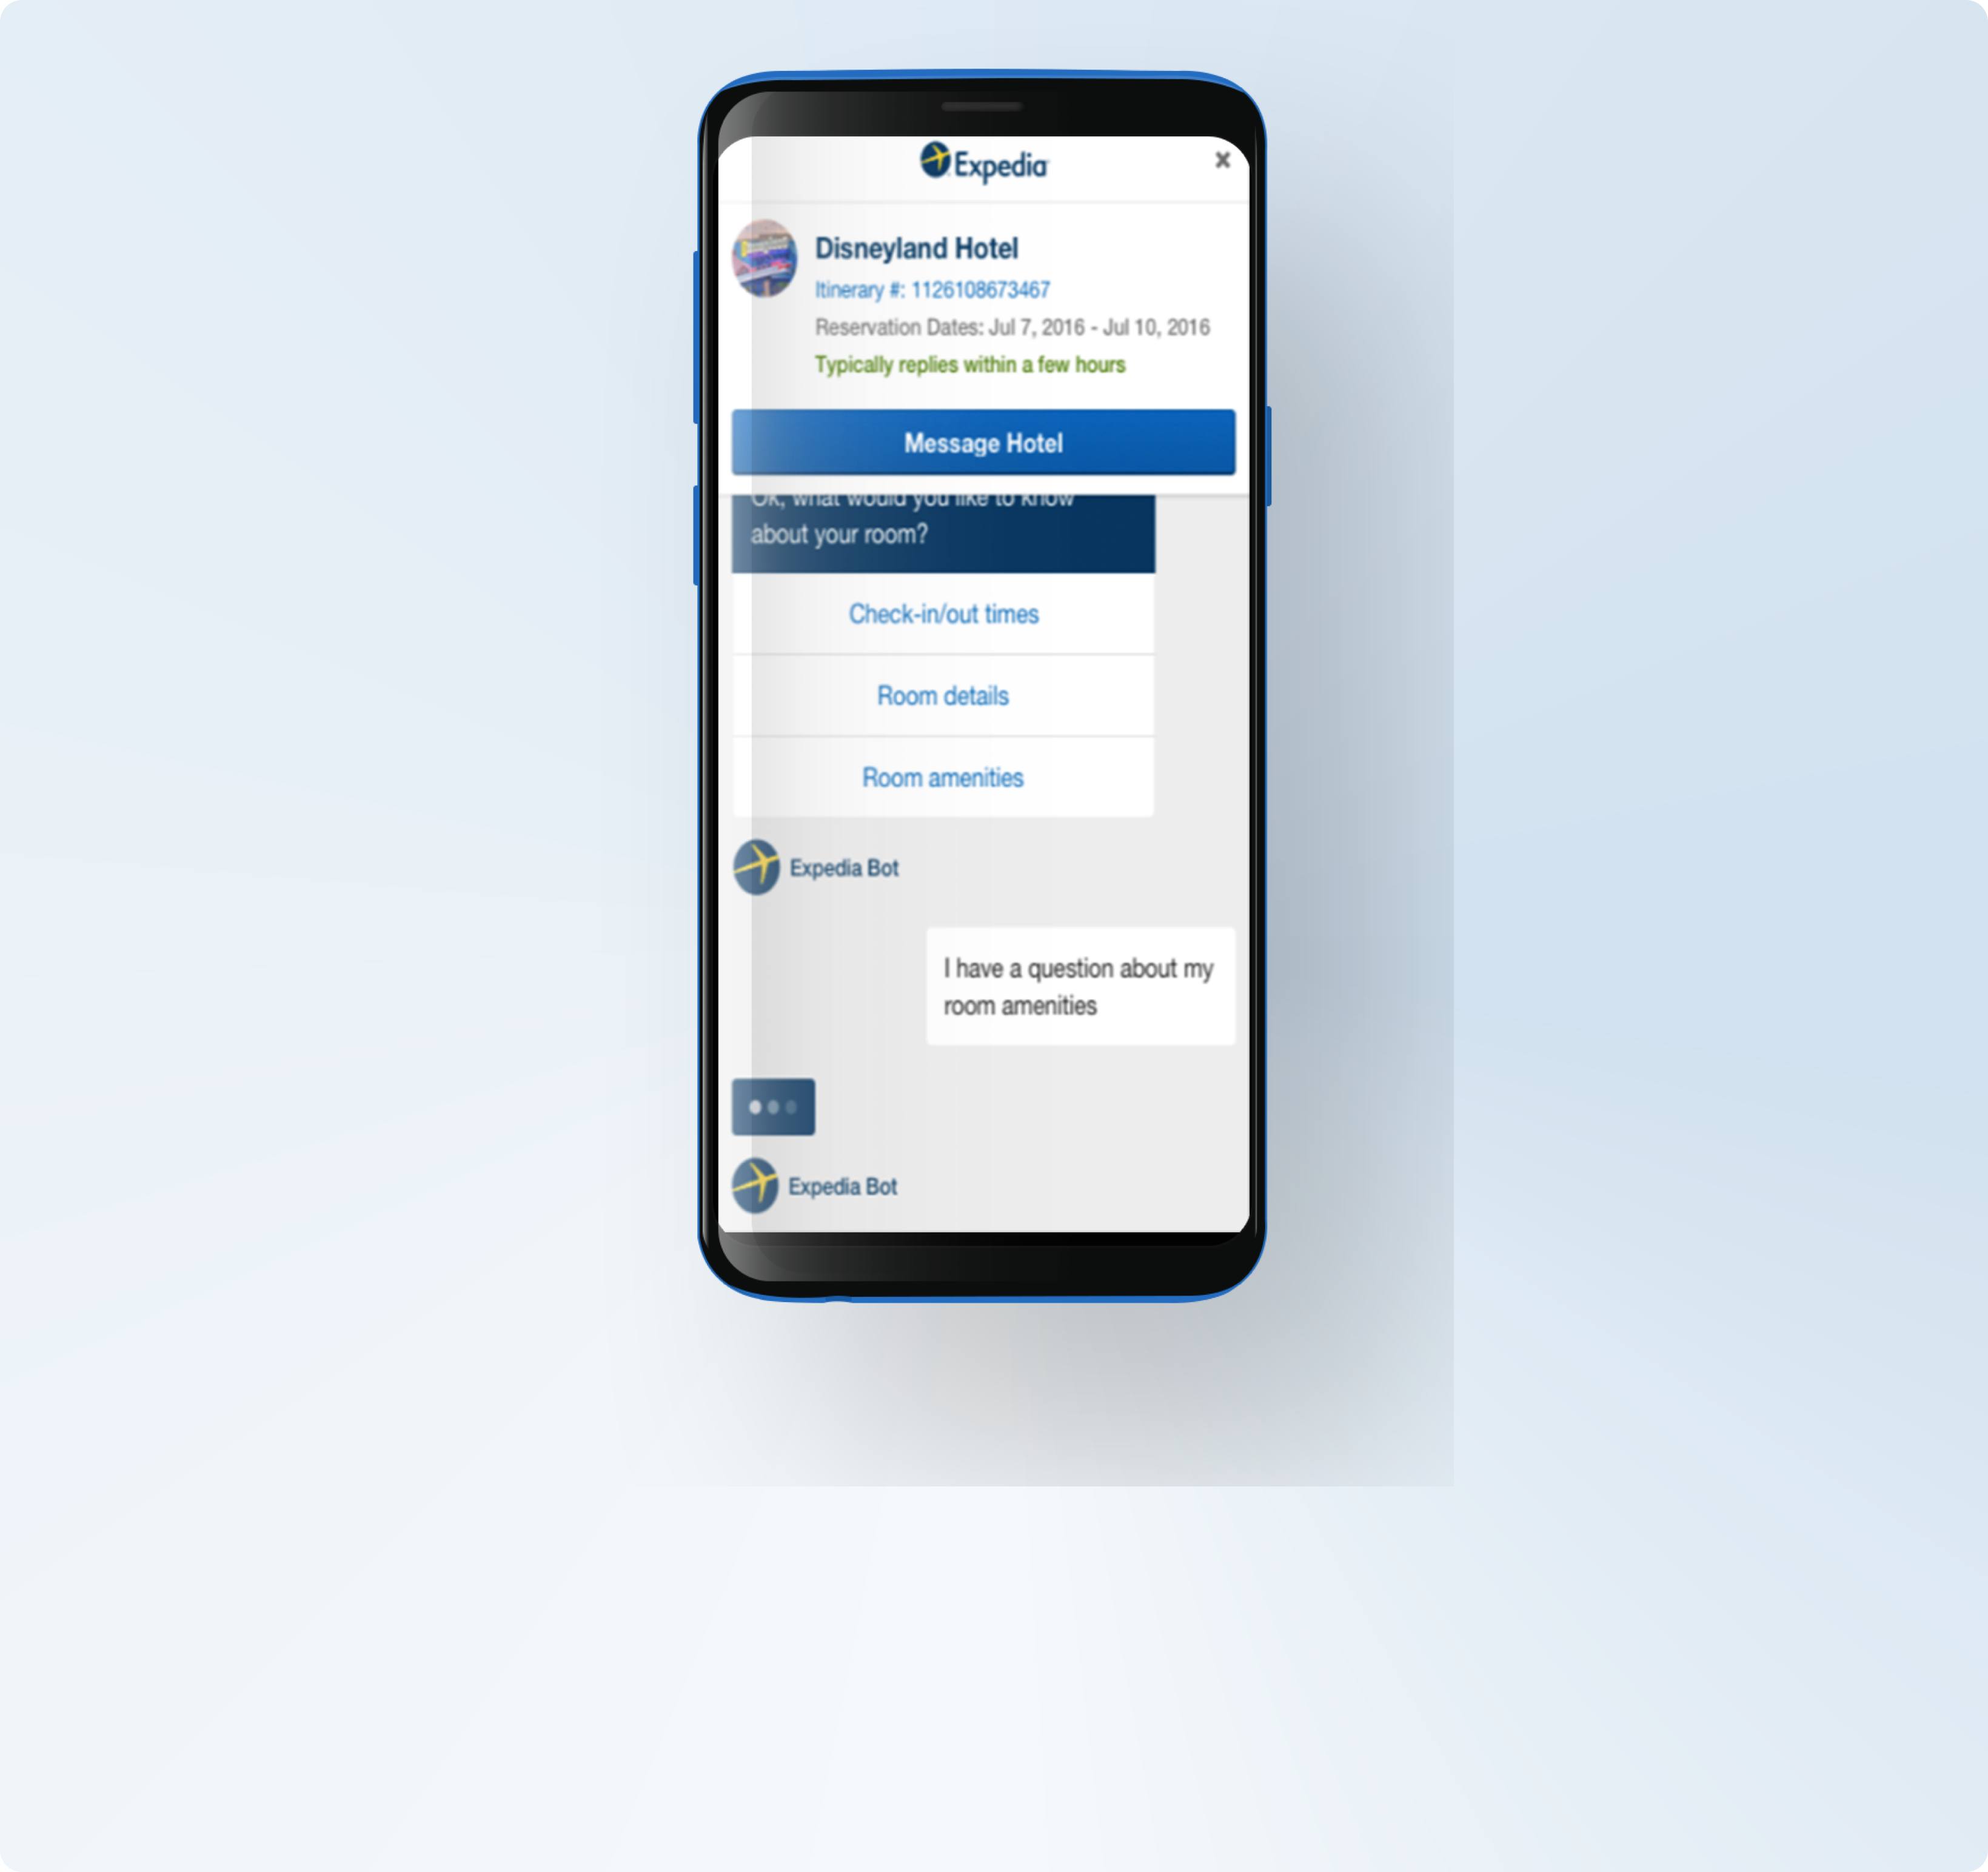 Expedia
Disneyland Hotel
Itinerary #: 1126108673467
Reservation Dates: Jul 7, 2016 - Jul 10, 2016
Typically replies within a few hours
Message Hotel
Ok, what would you like to know
about your room?
Check-in/out times
Room details
Room amenities
Expedia Bot
I have a question about my
room amenities
Expedia Bot